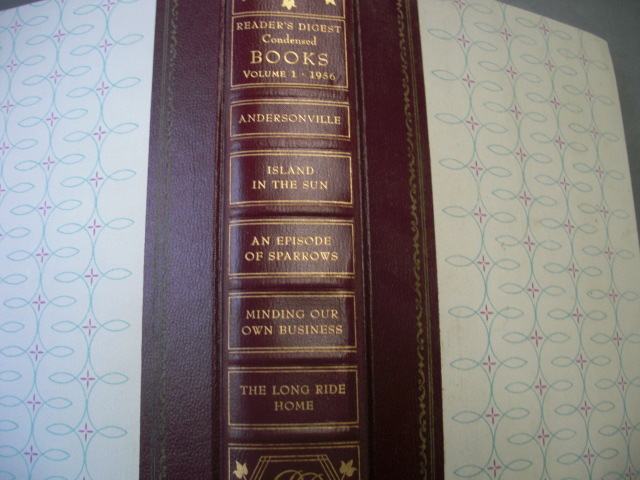 READER'S DIGEST
Condensed
BOOKS
VOLUME 1 · 1956
ANDERSONVILLE
ISLAND
IN THE SUN
AN EPISODE
OF SPARROWS
MINDING OUR
OWN BUSINESS
THE LONG RIDE
HOME